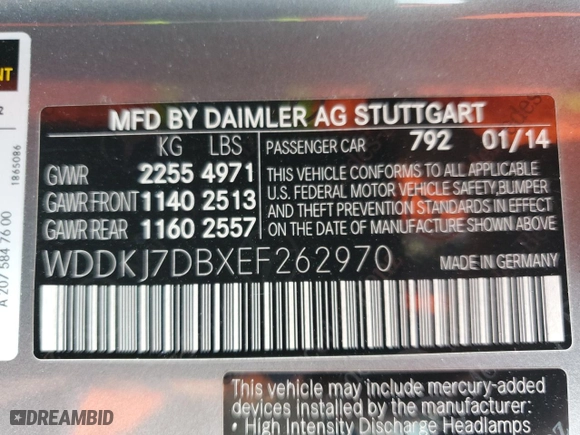 NT
2
1865086
A 207 584 76 00
MFD BY DAIMLER AG STUTTGART
KG LBS
PASSENGER CAR 792 01/14
GVWR 2255 4971
GAWR FRONT 1140 2513
GAWR REAR 1160 2557
THIS VEHICLE CONFORMS TO ALL APPLICABLE
U.S. FEDERAL MOTOR VEHICLE SAFETY, BUMPER
AND THEFT PREVENTION STANDARDS IN EFFECT
ON THE DATE OF MANUFACTURE SHOWN ABOVE.
WDDKJ7DBXEF262970 MADE IN GERMANY
This vehicle may include mercury-added
devices installed by the manufacturer:
• High Intensity Discharge Headlamps
DREAMBID